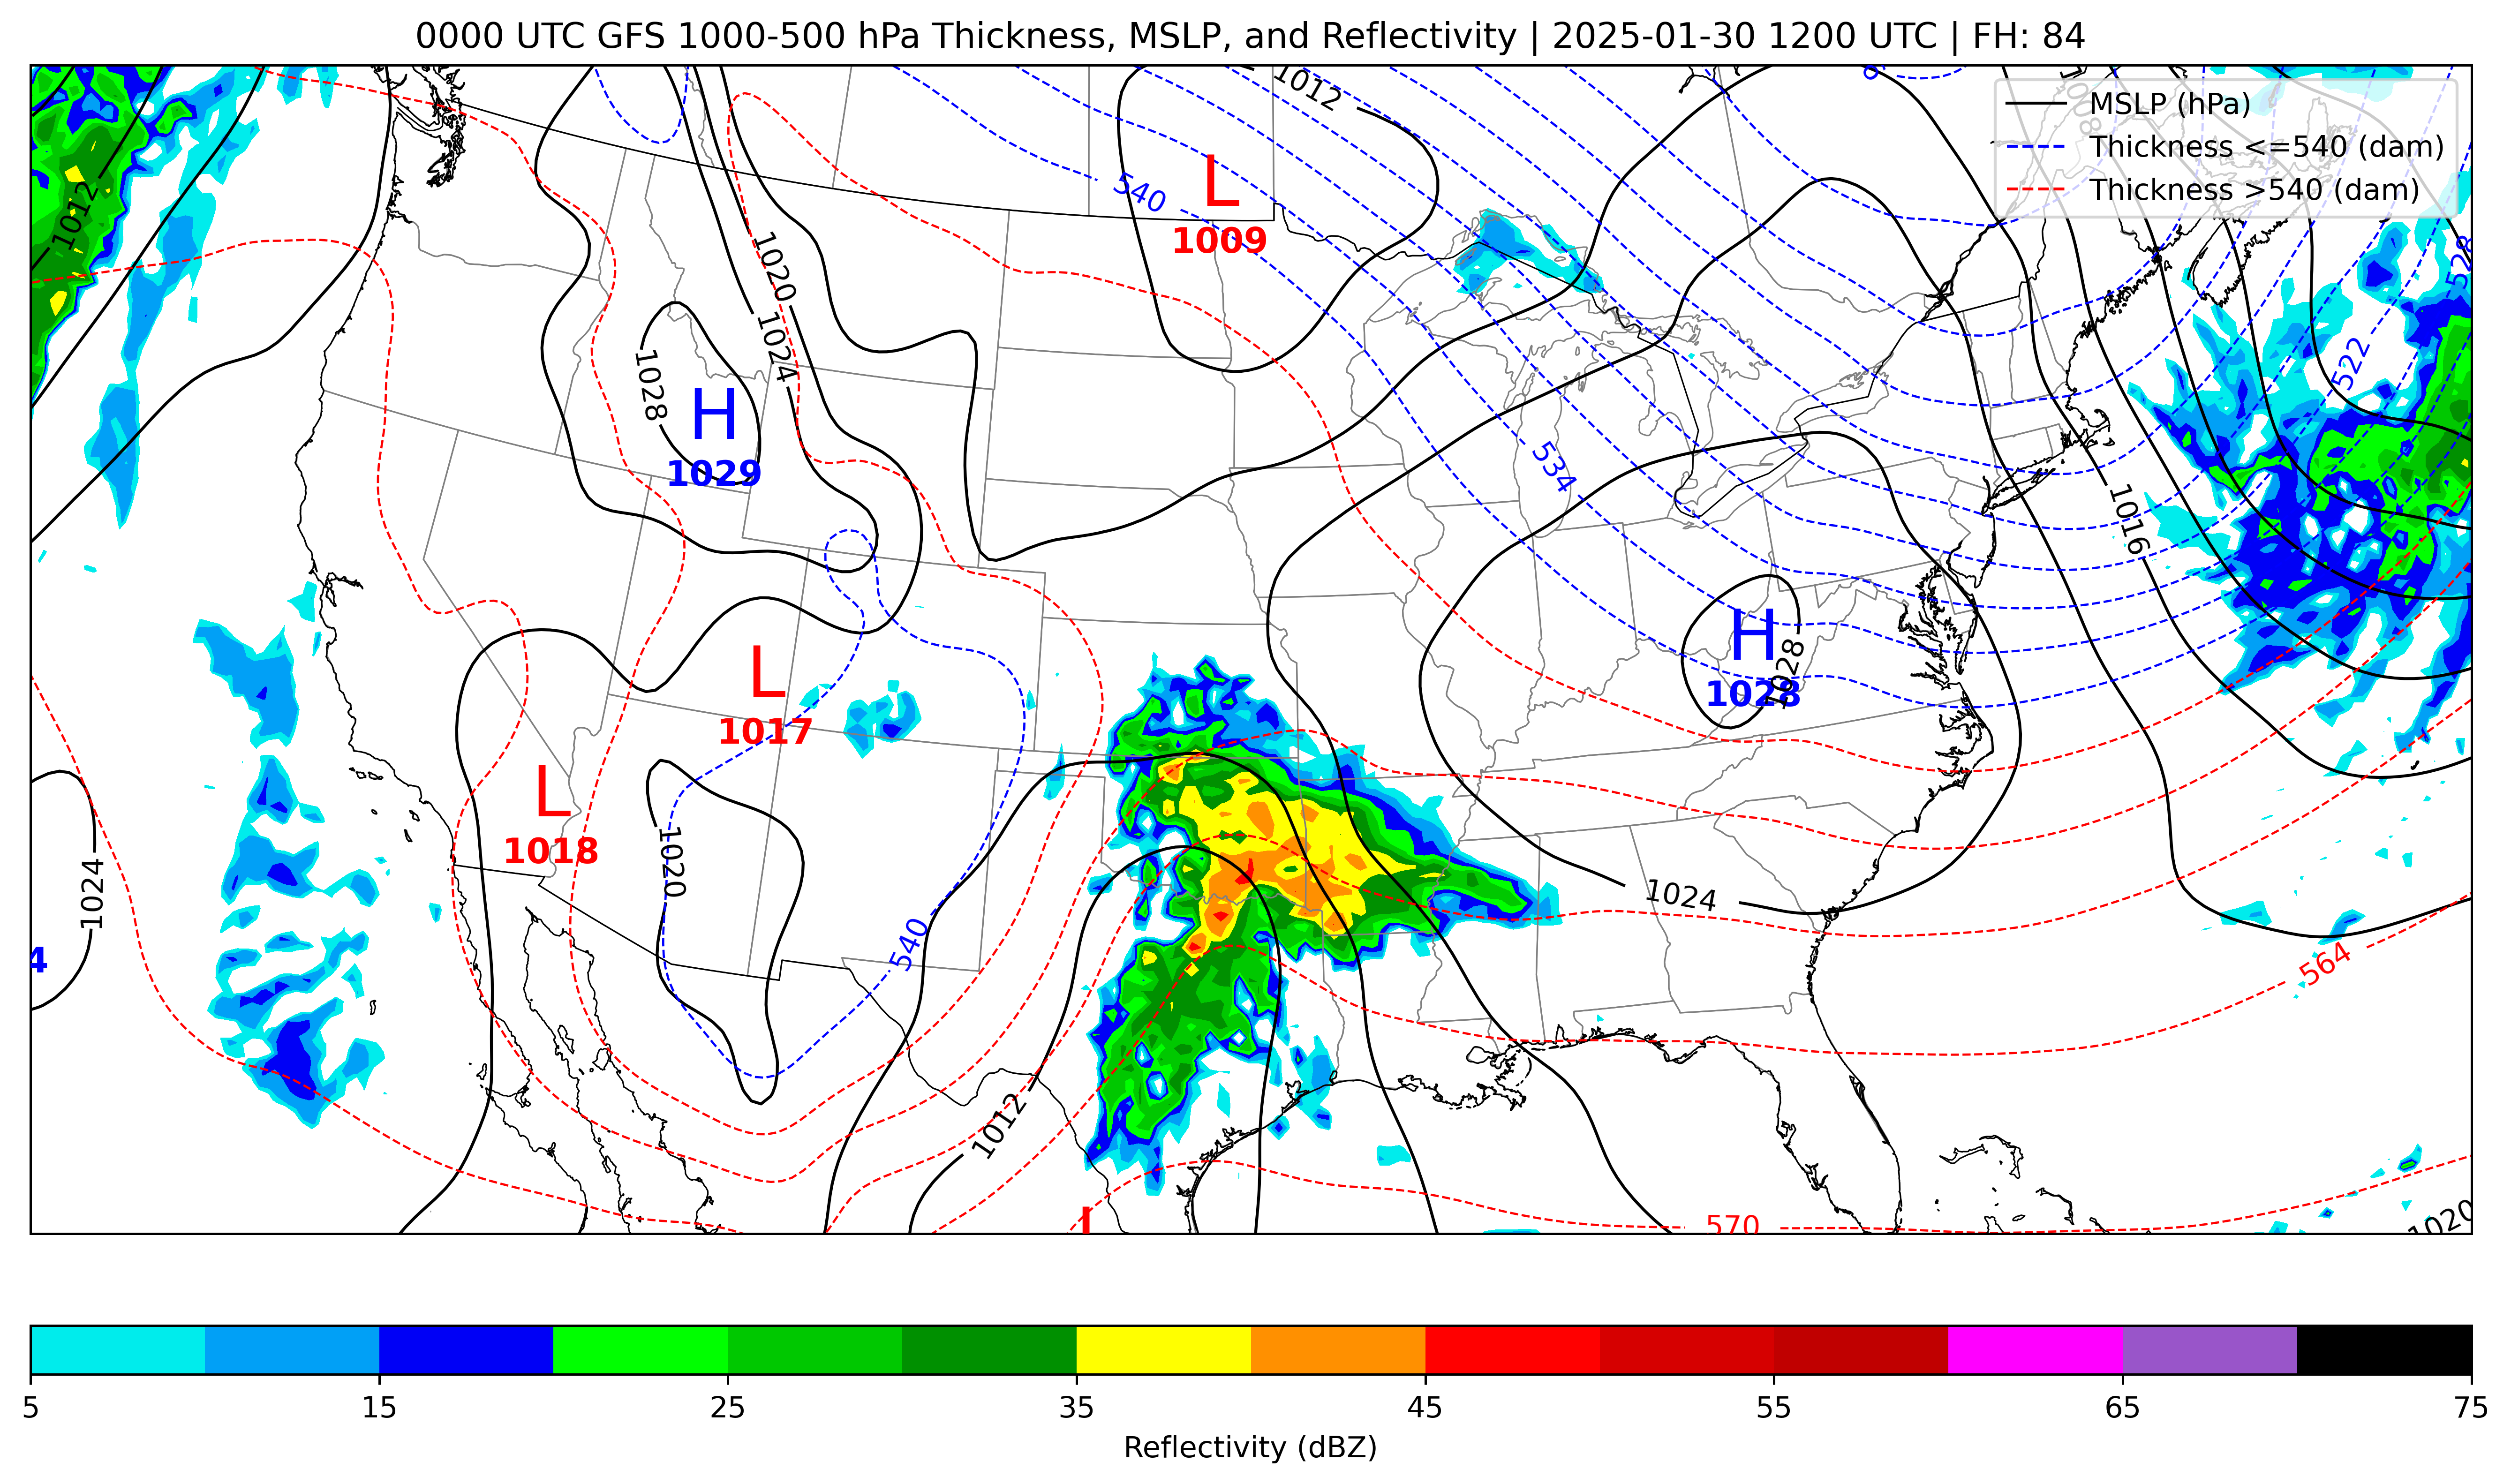 0000 UTC GFS 1000-500 hPa Thickness, MSLP, and Reflectivity | 2025-01-30 1200 UTC | FH: 84
MSLP (hPa)
Thickness <=540 (dam)
Thickness >540 (dam)
1012
1008
1012
L
1009
540
528
1020
1024
1028
H
1029
522
534
1016
H
1028
1028
L
1017
L
1018
1020
1024
1024
4
540
564
1012
L
570
1020
5 15 25 35 45 55 65 75
Reflectivity (dBZ)